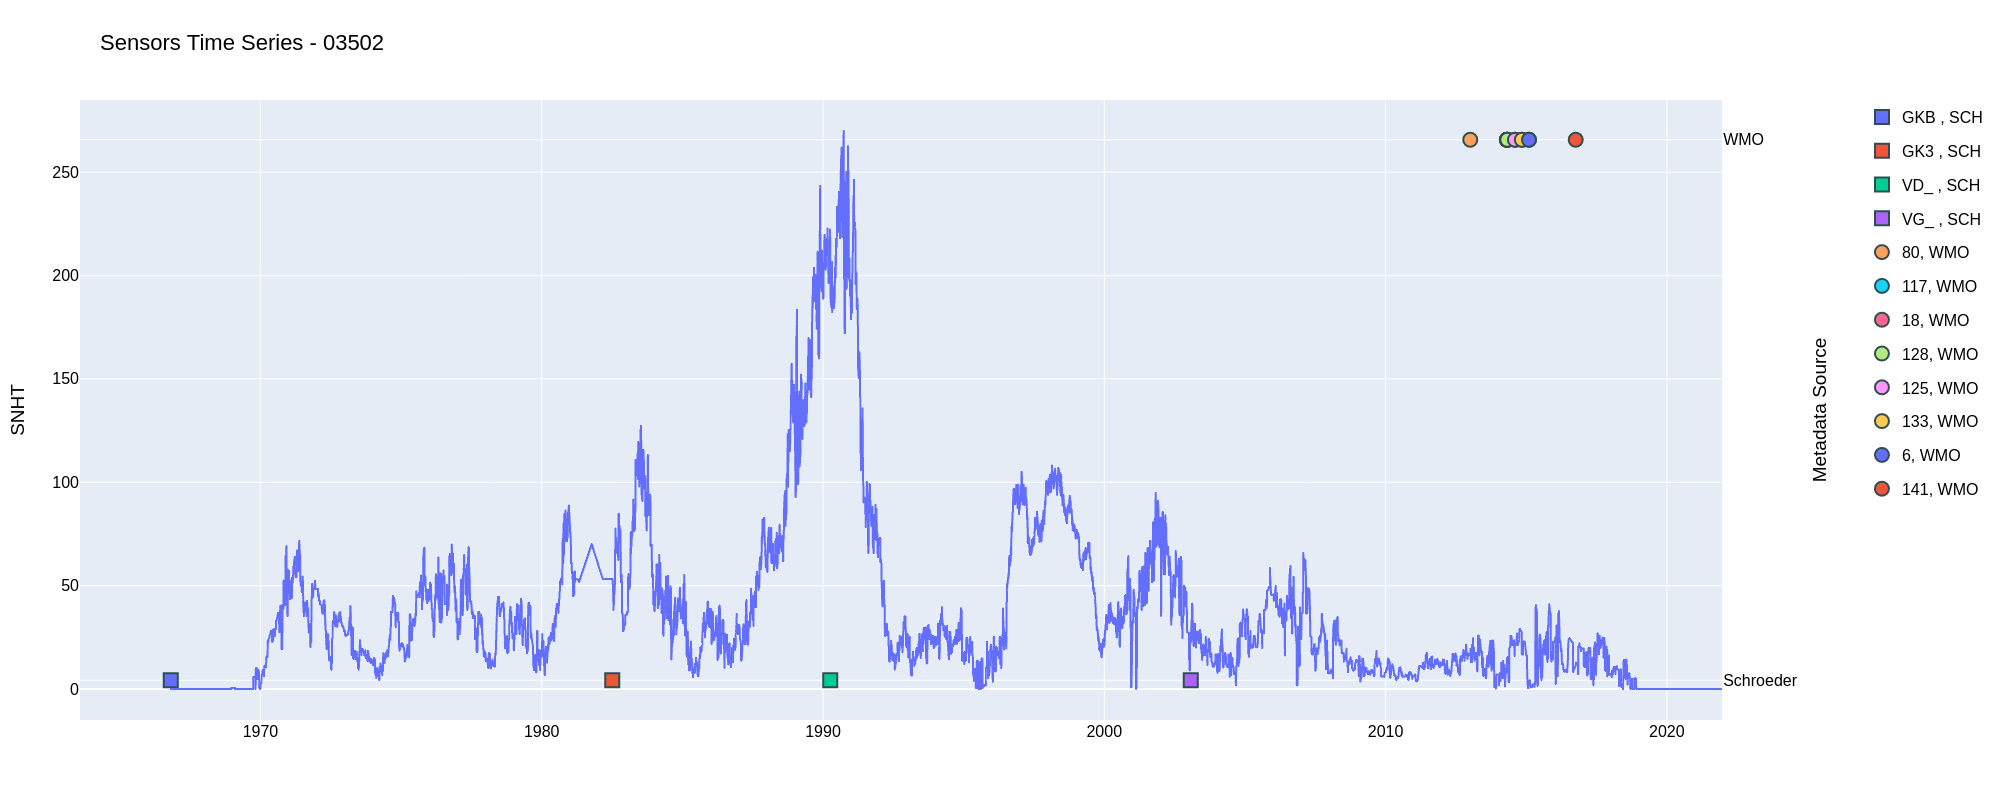 Sensors Time Series - 03502
SNHT
250
200
150
100
50
0
1970
1980
1990
2000
2010
2020
WMO
Schroeder
Metadata Source
GKB , SCH
GK3 , SCH
VD_ , SCH
VG_ , SCH
80, WMO
117, WMO
18, WMO
128, WMO
125, WMO
133, WMO
6, WMO
141, WMO